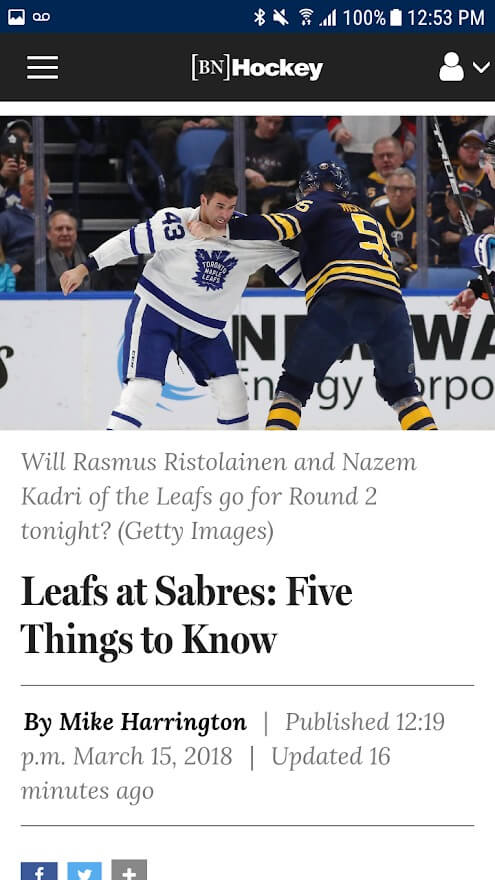 100% 12:53 PM
[BN]Hockey
43
TORONTO
MAPLE
LEAFS
55
Will Rasmus Ristolainen and Nazem
Kadri of the Leafs go for Round 2
tonight? (Getty Images)
Leafs at Sabres: Five
Things to Know
By Mike Harrington | Published 12:19
p.m. March 15, 2018 | Updated 16
minutes ago
f